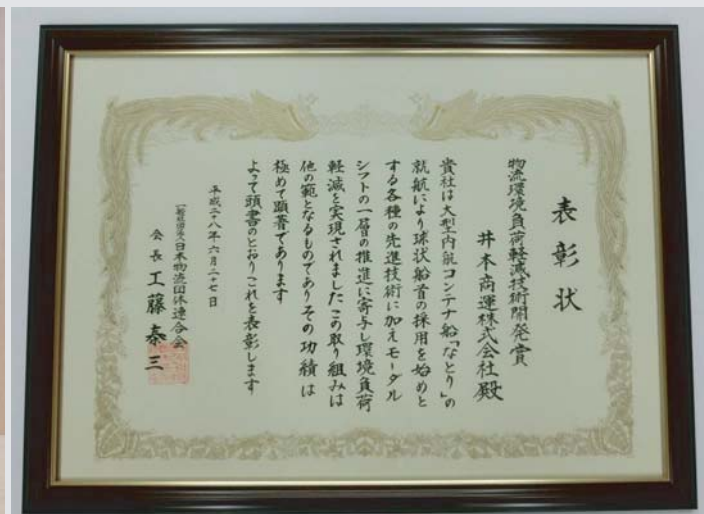 表彰状
物流環境負荷軽減技術開発賞
井本商運株式会社殿
貴社は大型内航コンテナ船「なとり」の
就航により球状船首の採用を始めと
する各種の先進技術に加えモーダル
シフトの一層の推進に寄与し環境負荷
軽減を実現されましたこの取り組みは
他の範となるものでありその功績は
極めて顕著であります
よって頭書のとおりこれを表彰します
平成二十八年六月二十七日
一般社団法人日本物流団体連合会
会長工藤泰三